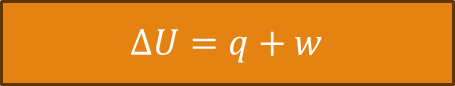 Δ𝑈 = 𝑞 + 𝑤